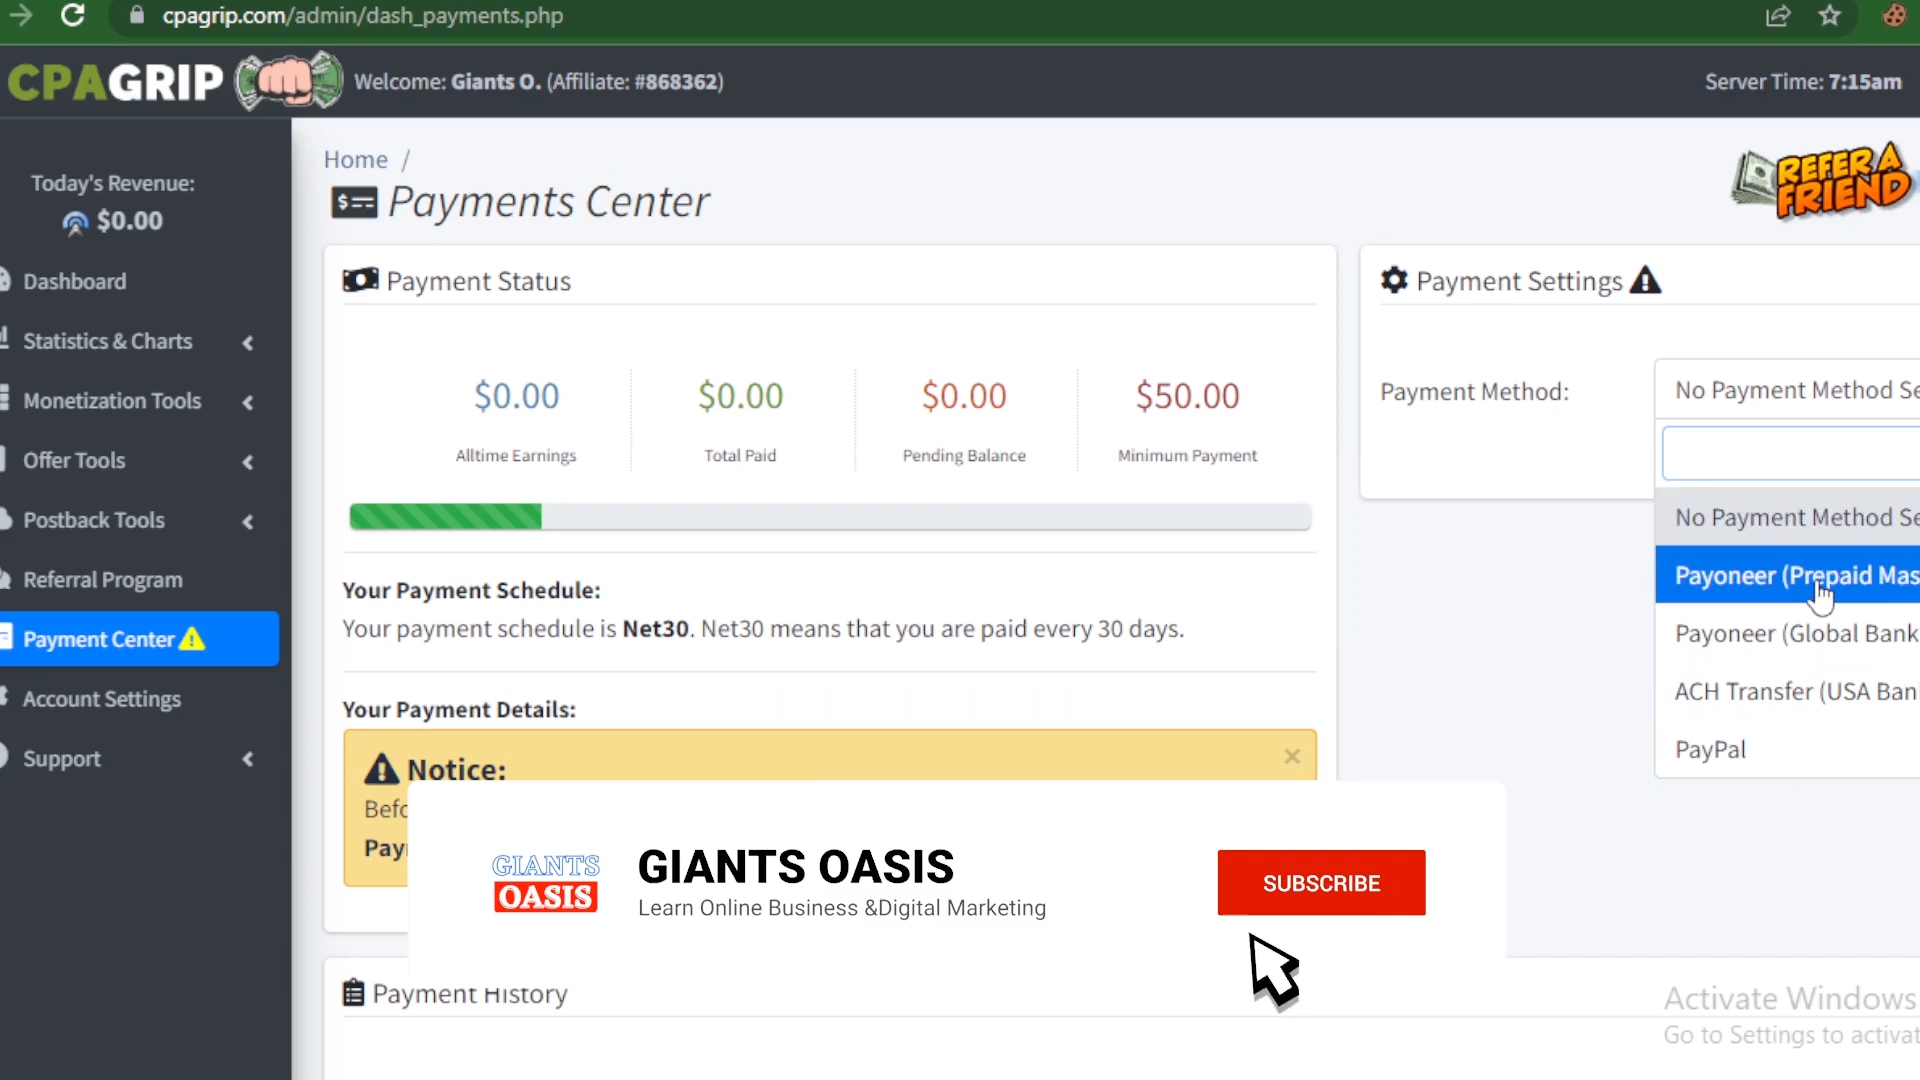 cpagrip.com/admin/dash_payments.php
CPAGRIP
Welcome: Giants O. (Affiliate: #868362)
Server Time: 7:15am
Today's Revenue:
$0.00
Dashboard
Statistics & Charts
Monetization Tools
Offer Tools
Postback Tools
Referral Program
Payment Center
Account Settings
Support
Home /
Payments Center
REFER A
FRIEND
Payment Status
$0.00
Alltime Earnings
$0.00
Total Paid
$0.00
Pending Balance
$50.00
Minimum Payment
Your Payment Schedule:
Your payment schedule is Net30. Net30 means that you are paid every 30 days.
Your Payment Details:
Notice:
Payment Settings
Payment Method:
No Payment Method
No Payment Method
Payoneer (Prepaid
Payoneer (Global Bank
ACH Transfer (USA
PayPal
GIANTS
OASIS
GIANTS OASIS
Learn Online Business &Digital Marketing
SUBSCRIBE
Payment History
Activate Windows
Go to Settings to